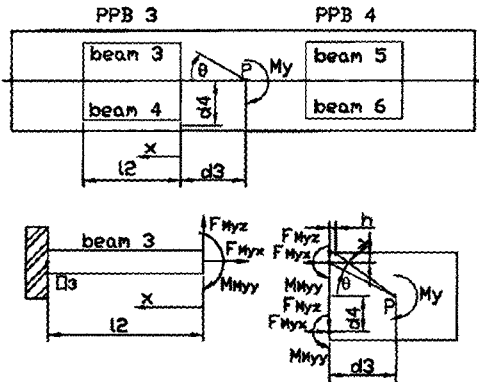 PPB 3 PPB 4
beam 3 beam 5
θ P My
beam 4 d4 beam 6
x
l2 d3
FMyz
beam 3 FMyx
MMyy
x
l2
FMyz h
FMyx
MMyy θ My
FMyz P
FMyx d4
MMyy
d3